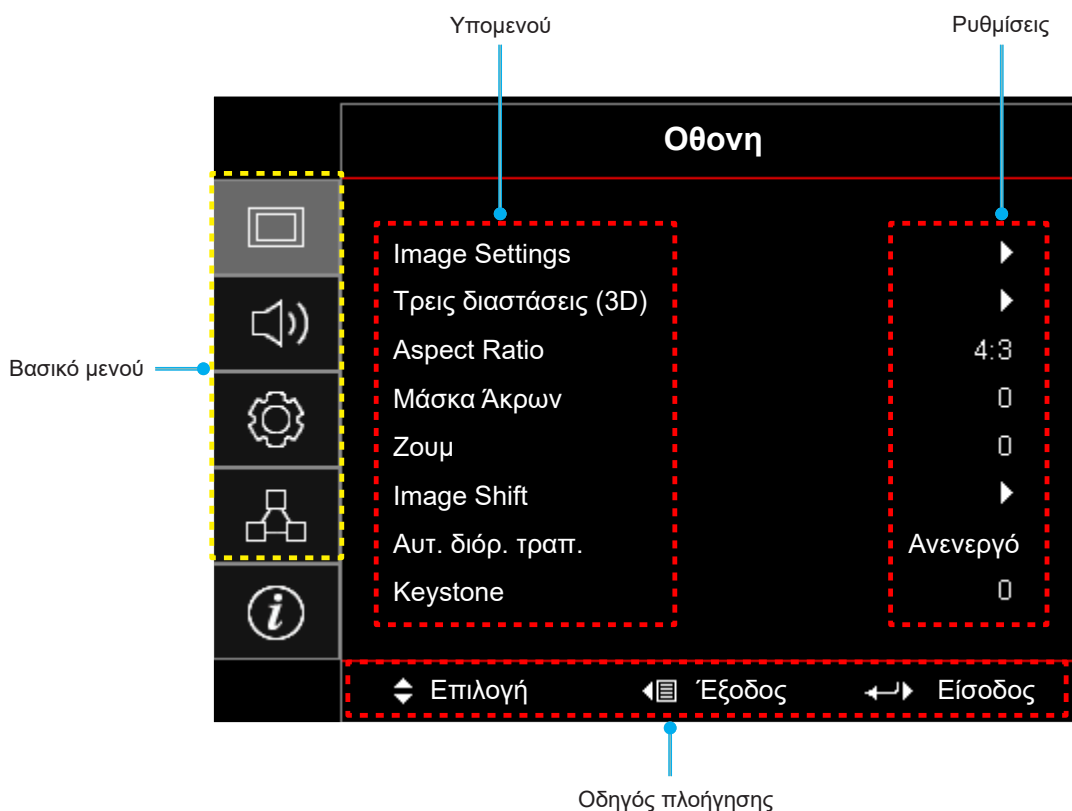 Υπομενού
Ρυθμίσεις
Οθονη
Image Settings
Τρεις διαστάσεις (3D)
Aspect Ratio 4:3
Μάσκα Άκρων 0
Ζουμ 0
Image Shift
Αυτ. διόρ. τραπ. Ανενεργό
Keystone 0
Βασικό μενού
i
Επιλογή Έξοδος Είσοδος
Οδηγός πλοήγησης